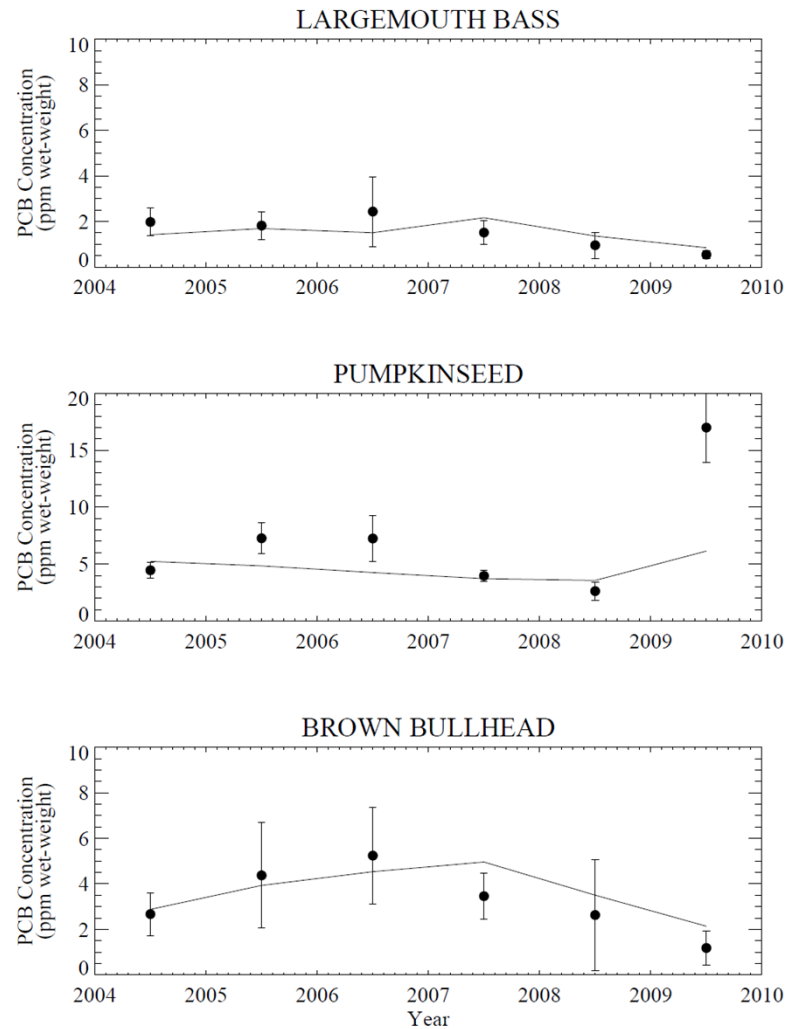 LARGEMOUTH BASS
PCB Concentration
(ppm wet-weight)
10
8
6
4
2
0
2004 2005 2006 2007 2008 2009 2010
PUMPKINSEED
PCB Concentration
(ppm wet-weight)
20
15
10
5
0
2004 2005 2006 2007 2008 2009 2010
BROWN BULLHEAD
PCB Concentration
(ppm wet-weight)
10
8
6
4
2
0
2004 2005 2006 2007 2008 2009 2010
Year